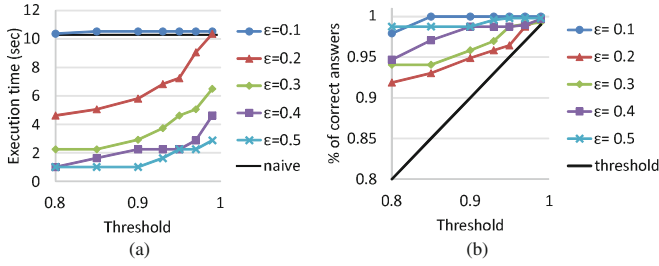 Execution time (sec)
12
10
8
6
4
2
0
0.8
0.9
1
Threshold
(a)
ε=0.1
ε=0.2
ε=0.3
ε=0.4
ε=0.5
naive
% of correct answers
1
0.95
0.9
0.85
0.8
0.8
0.9
1
Threshold
(b)
ε= 0.1
ε= 0.2
ε= 0.3
ε= 0.4
ε= 0.5
threshold